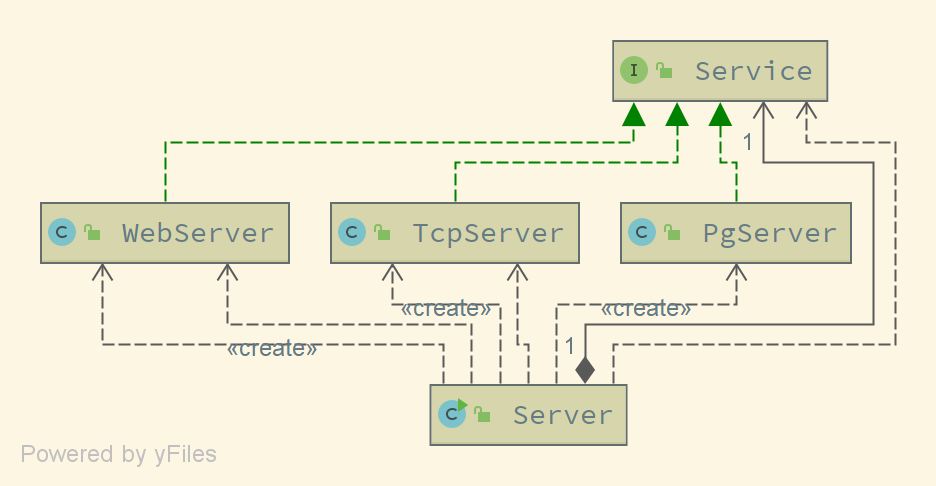 I Service
1
C WebServer
C TcpServer
C PgServer
«create»
«create»
«create»
1
C Server
Powered by yFiles